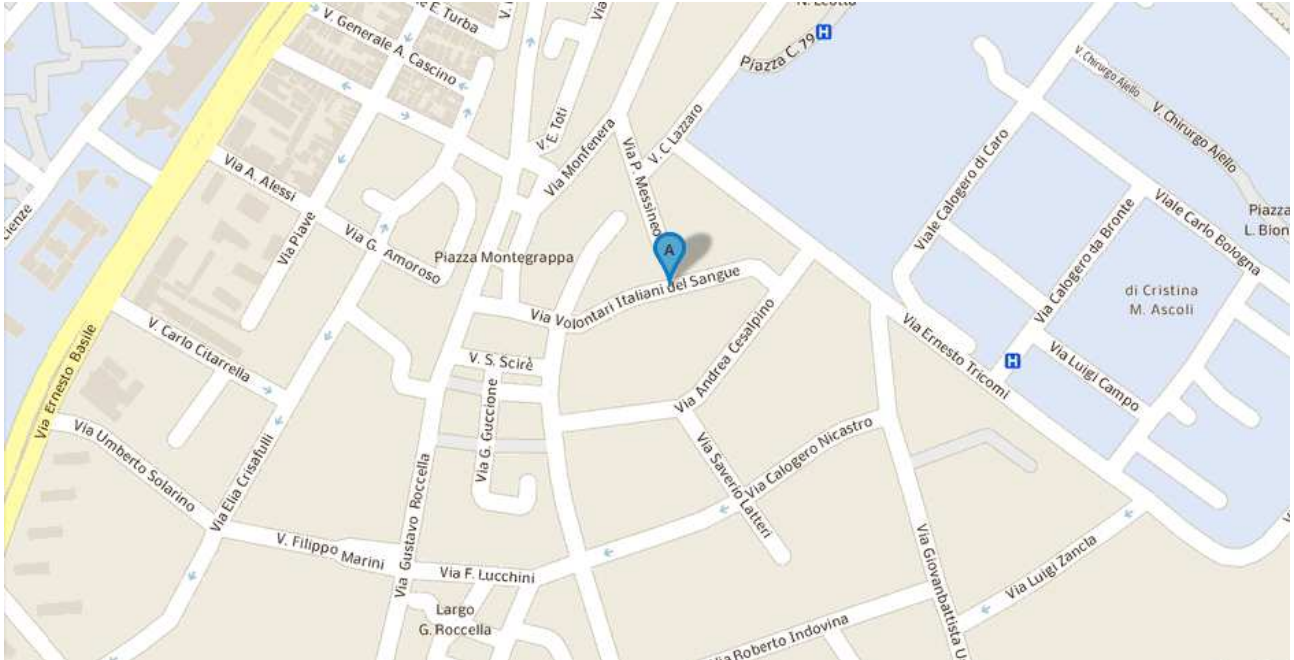 N. Leotta
e E. Turba
V. Generale A. Cascino
Via
Piazza C. 79
H
V. Chirurgo Ajello
V. Chirurgo Ajello
V. E. Toti
V. C. Lazzaro
Via Monfenera
Via P. Messineo
Viale Calogero di Caro
Via A. Alessi
Viale Carlo Bologna
Piazza
L. Bion
cienze
Via Piave
Via G. Amoroso
Piazza Montegrappa
A
Via Calogero da Bronte
Via Volontari Italiani del Sangue
di Cristina
M. Ascoli
V. Carlo Citarrella
Via Ernesto Basile
V. S. Scirè
Via Andrea Cesalpino
Via Ernesto Tricomi
H
Via Luigi Campo
Via G. Guccione
Via Umberto Solarino
Via Elia Crisafulli
Via Gustavo Roccella
Via Saverio Latteri
Via Calogero Nicastro
V. Filippo Marini
Via F. Lucchini
Via Giovanbattista U
Via Luigi Zancla
Largo
G. Roccella
Via Roberto Indovina